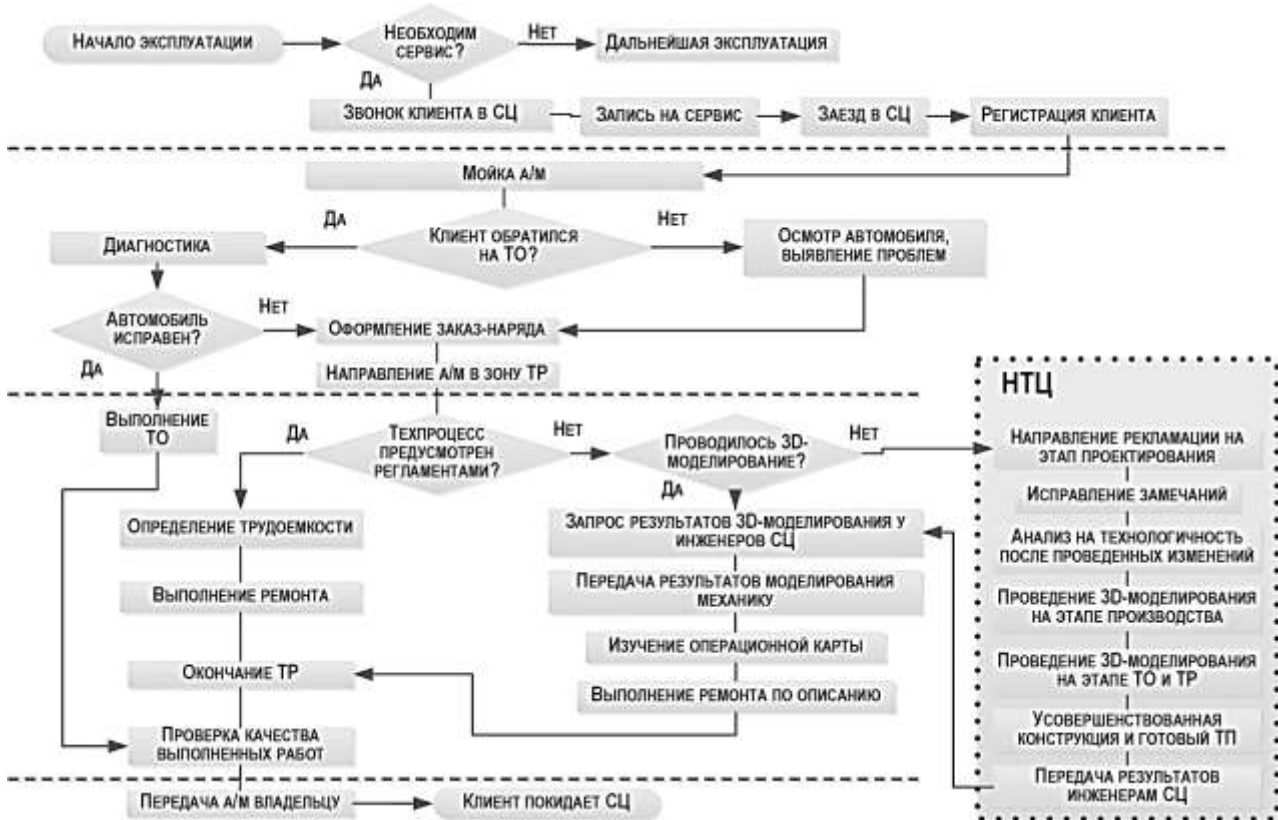 НАЧАЛО ЭКСПЛУАТАЦИИ
НЕОБХОДИМ
СЕРВИС?
НЕТ
ДАЛЬНЕЙШАЯ ЭКСПЛУАТАЦИЯ
ДА
ЗВОНОК КЛИЕНТА В СЦ
ЗАПИСЬ НА СЕРВИС
ЗАЕЗД В СЦ
РЕГИСТРАЦИЯ КЛИЕНТА
МОЙКА А/М
ДА
НЕТ
ДИАГНОСТИКА
КЛИЕНТ ОБРАТИЛСЯ
НА ТО?
ОСМОТР АВТОМОБИЛЯ,
ВЫЯВЛЕНИЕ ПРОБЛЕМ
АВТОМОБИЛЬ
ИСПРАВЕН?
НЕТ
ОФОРМЛЕНИЕ ЗАКАЗ-НАРЯДА
ДА
НАПРАВЛЕНИЕ А/М В ЗОНУ ТР
ВЫПОЛНЕНИЕ
ТО
ДА
ТЕХПРОЦЕСС
ПРЕДУСМОТРЕН
РЕГЛАМЕНТАМИ?
НЕТ
ПРОВОДИЛОСЬ 3D-
МОДЕЛИРОВАНИЕ?
НЕТ
ДА
ОПРЕДЕЛЕНИЕ ТРУДОЕМКОСТИ
ЗАПРОС РЕЗУЛЬТАТОВ 3D-МОДЕЛИРОВАНИЯ У
ИНЖЕНЕРОВ СЦ
ВЫПОЛНЕНИЕ РЕМОНТА
ПЕРЕДАЧА РЕЗУЛЬТАТОВ МОДЕЛИРОВАНИЯ
МЕХАНИКУ
ИЗУЧЕНИЕ ОПЕРАЦИОННОЙ КАРТЫ
ОКОНЧАНИЕ ТР
ВЫПОЛНЕНИЕ РЕМОНТА ПО ОПИСАНИЮ
ПРОВЕРКА КАЧЕСТВА
ВЫПОЛНЕННЫХ РАБОТ
ПЕРЕДАЧА А/М ВЛАДЕЛЬЦУ
КЛИЕНТ ПОКИДАЕТ СЦ
НТЦ
НАПРАВЛЕНИЕ РЕКЛАМАЦИИ НА
ЭТАП ПРОЕКТИРОВАНИЯ
ИСПРАВЛЕНИЕ ЗАМЕЧАНИЙ
АНАЛИЗ НА ТЕХНОЛОГИЧНОСТЬ
ПОСЛЕ ПРОВЕДЕННЫХ ИЗМЕНЕНИЙ
ПРОВЕДЕНИЕ 3D-МОДЕЛИРОВАНИЯ
НА ЭТАПЕ ПРОИЗВОДСТВА
ПРОВЕДЕНИЕ 3D-МОДЕЛИРОВАНИЯ
НА ЭТАПЕ ТО И ТР
УСОВЕРШЕНСТВОВАННАЯ
КОНСТРУКЦИЯ И ГОТОВЫЙ ТП
ПЕРЕДАЧА РЕЗУЛЬТАТОВ
ИНЖЕНЕРАМ СЦ